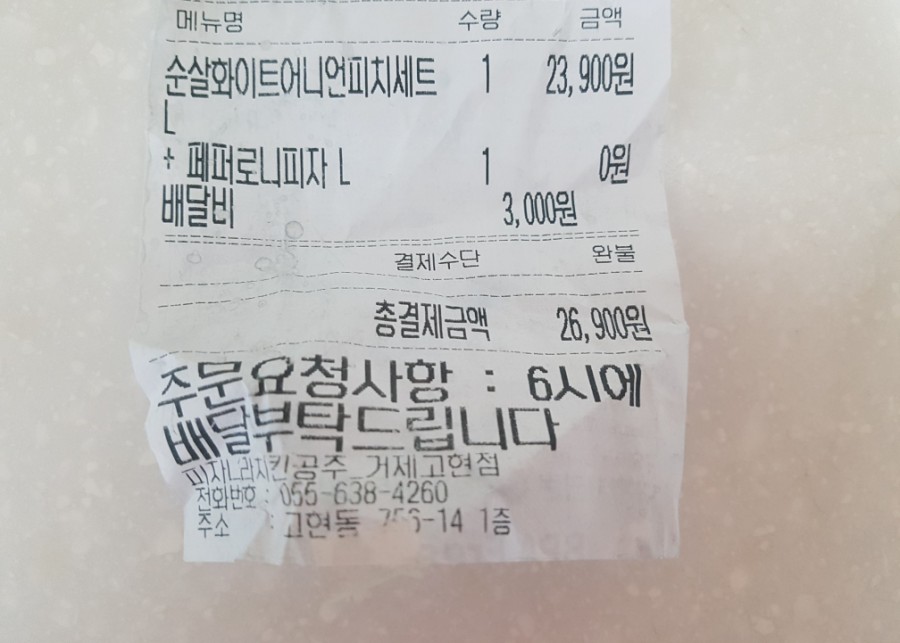 메뉴명 수량 금액
순살화이트어니언피치세트 1 23,900원
L
+ 페퍼로니피자 L 1 0원
배달비 3,000원
결제수단 완불
총결제금액 26,900원
주문요청사항 : 6시에
배달부탁드립니다
피자나라치킨공주_거제고현점
전화번호 : 055-638-4260
주소 : 고현동 -14 1층